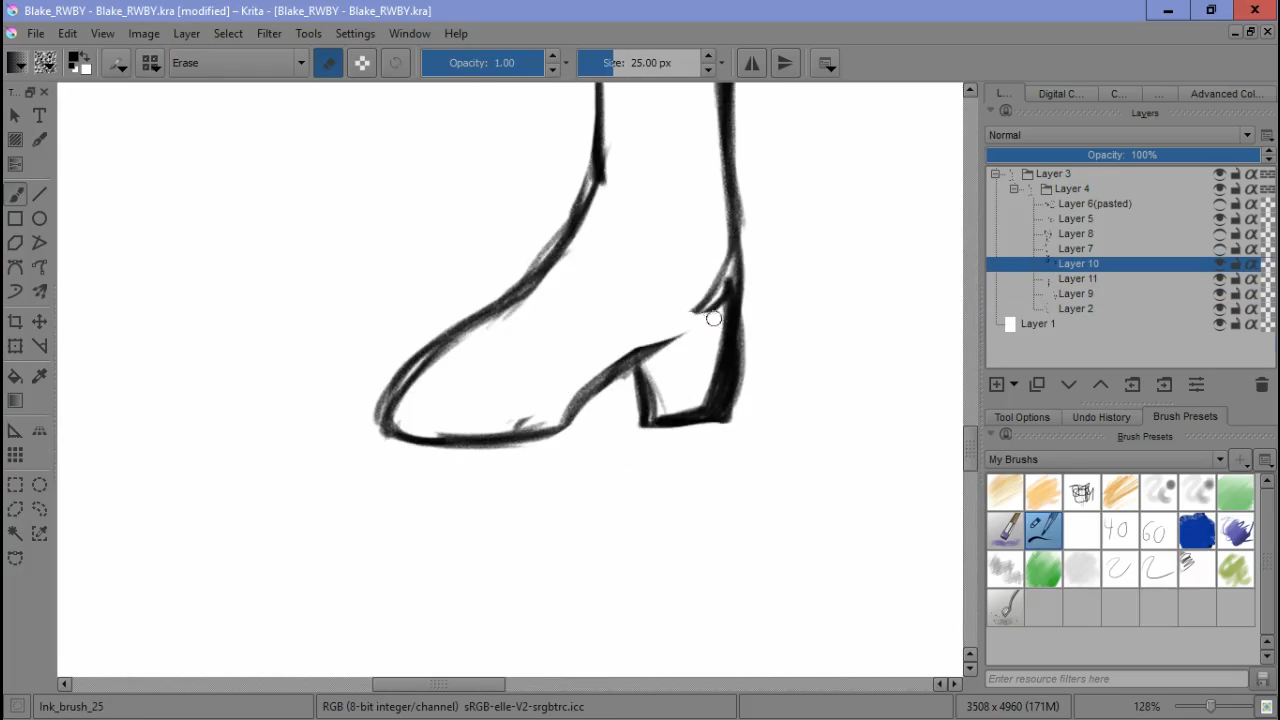 Blake_RWBY - Blake_RWBY.kra [modified] – Krita - [Blake_RWBY - Blake_RWBY.kra]
File Edit View Image Layer Select Filter Tools Settings Window Help
Erase Opacity: 1.00 Size: 25.00 px
T... L... Digital C... C... ... Advanced Col...
Layers
Normal
Opacity: 100%
Layer 3
Layer 4
Layer 6(pasted)
Layer 5
Layer 8
Layer 7
Layer 10
Layer 11
Layer 9
Layer 2
Layer 1
Tool Options Undo History Brush Presets
Brush Presets
My Brushes
40 60
Enter resource filters here
Ink_brush_25 RGB (8-bit integer/channel) sRGB-elle-V2-srgbtrc.icc 3508 x 4960 (171M) 128%